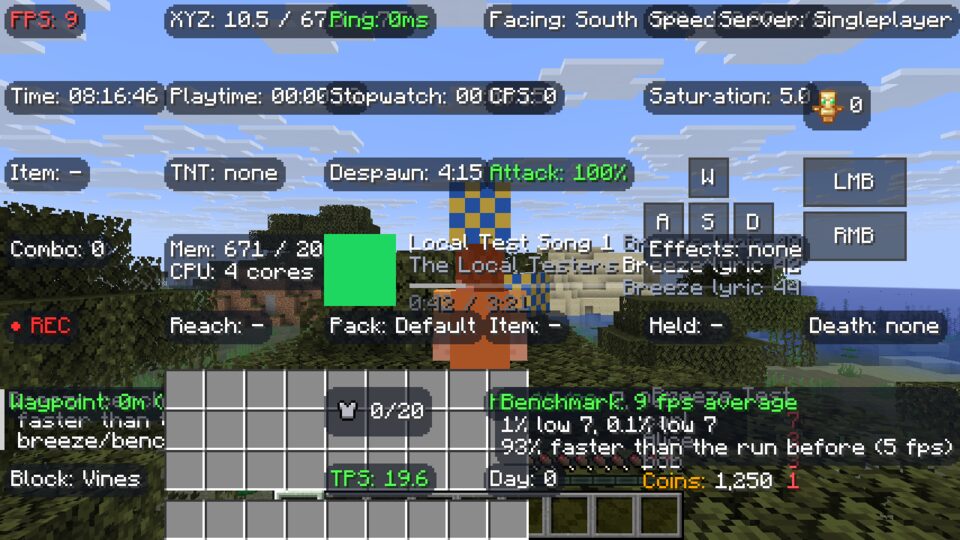 FPS: 9
XYZ: 10.5 / 67
Ping: 0ms
Facing: South
Speed
Server: Singleplayer
Time: 08:16:46
Playtime: 00:00
Stopwatch: 00
CPS: 0
Saturation: 5.0
0
Item: -
TNT: none
Despawn: 4:15
Attack: 100%
W
LMB
A S D
RMB
Combo: 0
Mem: 671 / 20
CPU: 4 cores
Local Test Song 1
The Local Testers
0:42 / 3:21
Effects: none
Breeze lyric 42
Breeze lyric 44
REC
Reach: -
Pack: Default
Item: -
Held: -
Death: none
Waypoint: 0m
faster than
breeze/benc
0/20
Breeze Test
Benchmark: 9 fps average
1% low 7, 0.1% low 7
93% faster than the run before (5 fps)
Block: Vines
TPS: 19.6
Day: 0
Coins: 1,250
1